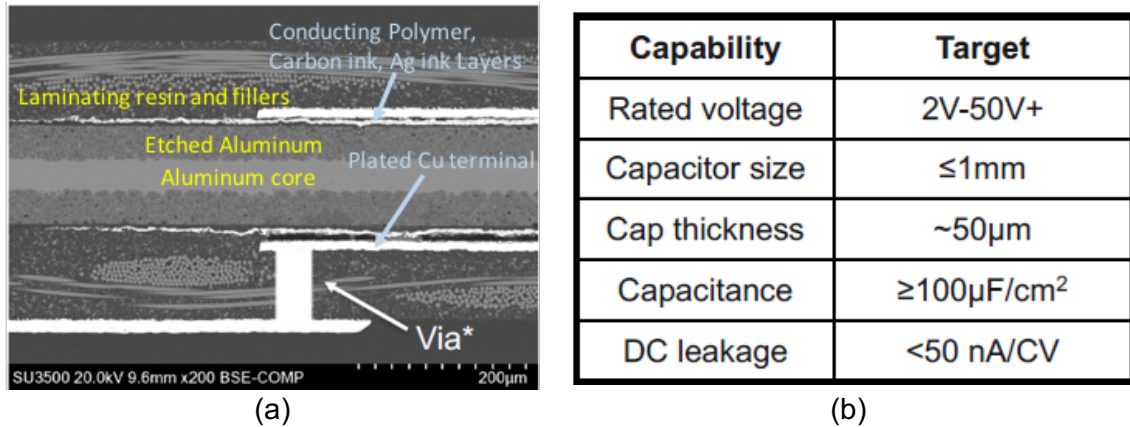 Conducting Polymer,
Carbon ink, Ag ink Layers
Laminating resin and fillers
Etched Aluminum
Aluminum core
Plated Cu terminal
Via*
SU3500 20.0kV 9.6mm x200 BSE-COMP 200µm
(a)
Capability Target
Rated voltage 2V-50V+
Capacitor size ≤1mm
Cap thickness ~50µm
Capacitance ≥100µF/cm²
DC leakage <50 nA/CV
(b)